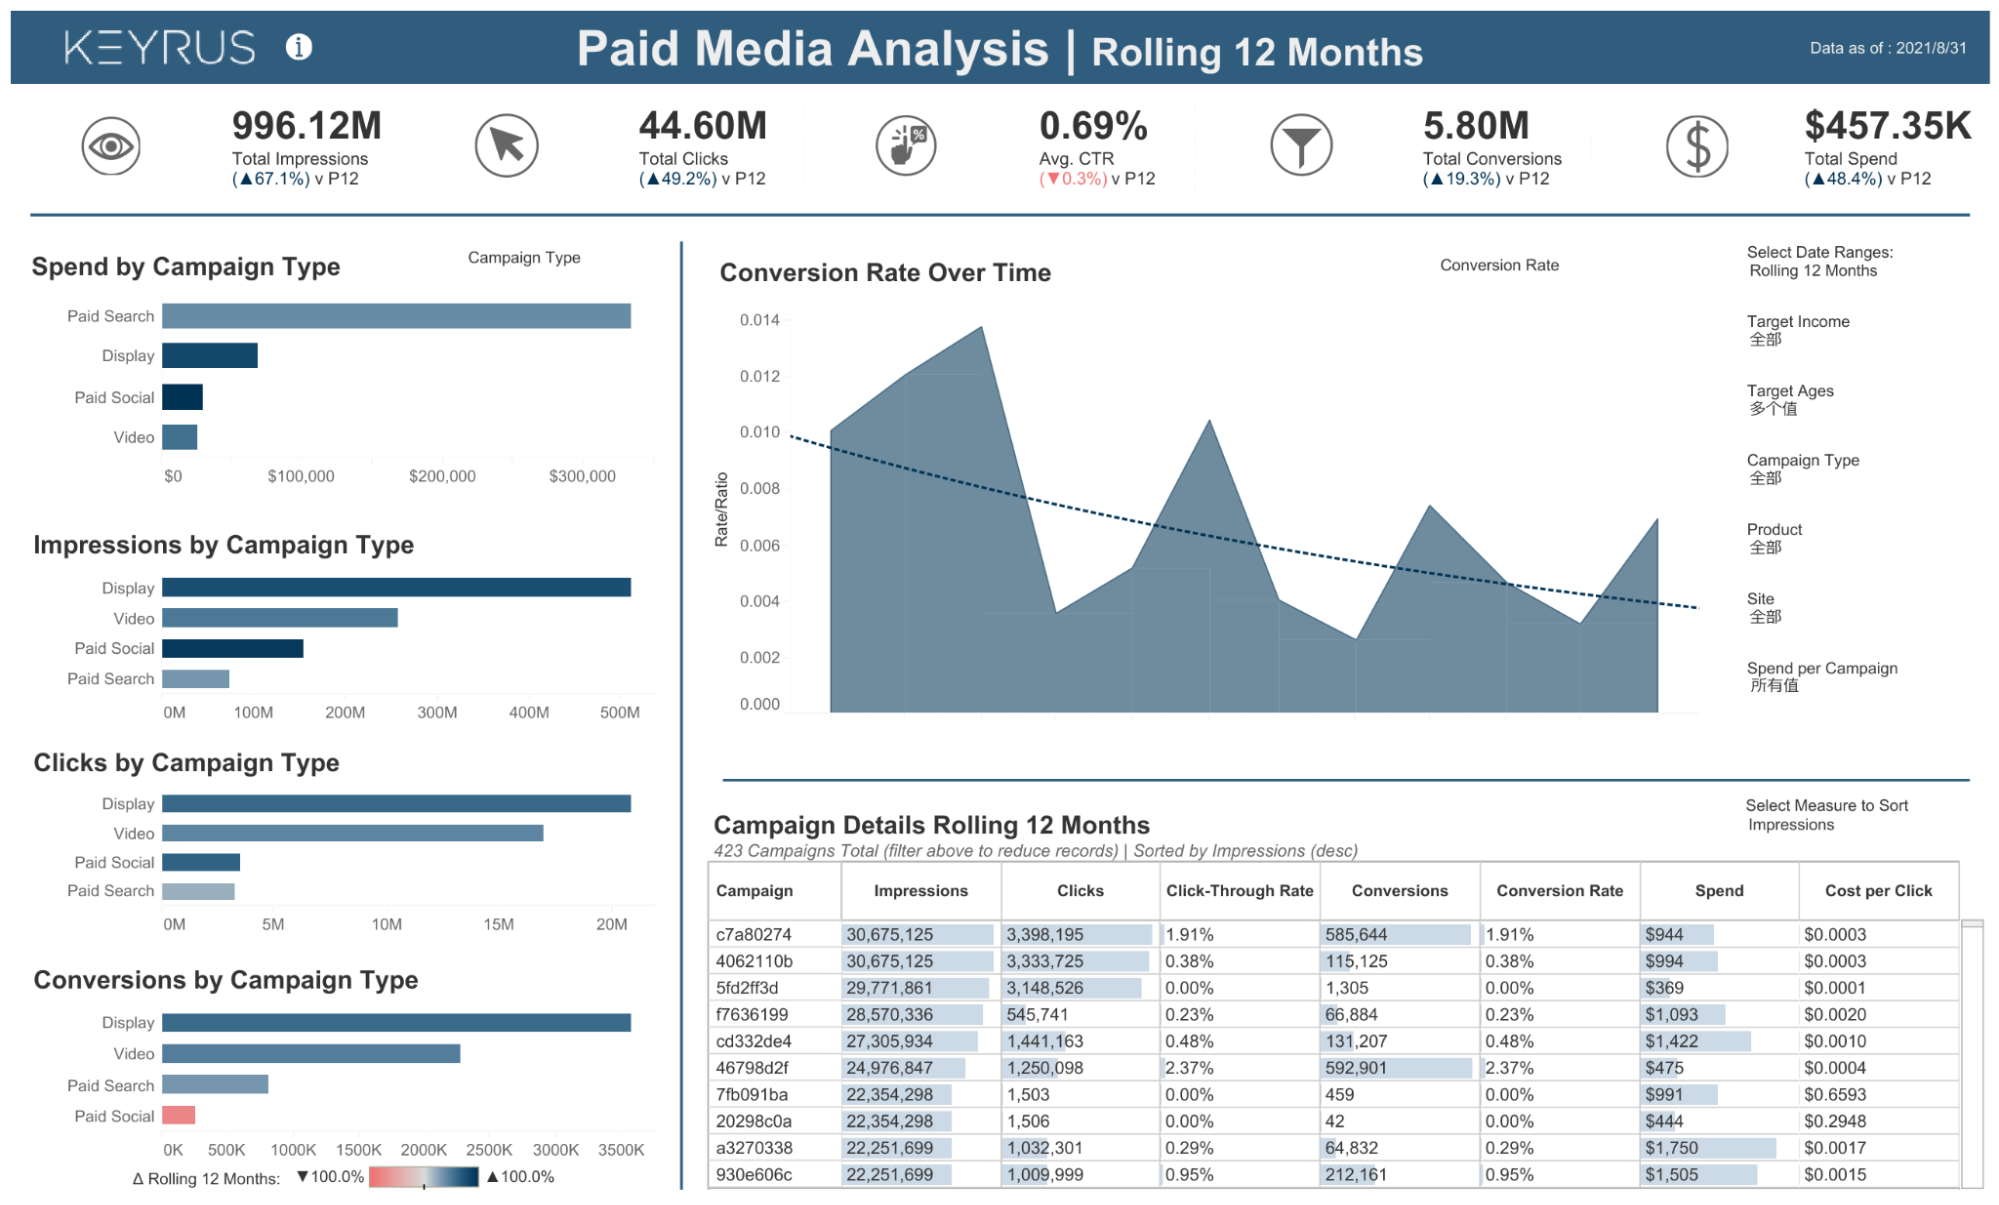 KEYRUS
i
Paid Media Analysis | Rolling 12 Months
Data as of : 2021/8/31
996.12M
Total Impressions
(▲67.1%) v P12
44.60M
Total Clicks
(▲49.2%) v P12
%
0.69%
Avg. CTR
(▼0.3%) v P12
5.80M
Total Conversions
(▲19.3%) v P12
$
$457.35K
Total Spend
(▲48.4%) v P12
Spend by Campaign Type
Campaign Type
Paid Search
Display
Paid Social
Video
$0 $100,000 $200,000 $300,000
Impressions by Campaign Type
Display
Video
Paid Social
Paid Search
0M 100M 200M 300M 400M 500M
Clicks by Campaign Type
Display
Video
Paid Social
Paid Search
0M 5M 10M 15M 20M
Conversions by Campaign Type
Display
Video
Paid Search
Paid Social
0K 500K 1000K 1500K 2000K 2500K 3000K 3500K
Δ Rolling 12 Months: ▼100.0% ▲100.0%
Conversion Rate Over Time
Conversion Rate
Rate/Ratio
0.014
0.012
0.010
0.008
0.006
0.004
0.002
0.000
Select Date Ranges:
Rolling 12 Months
Target Income
全部
Target Ages
多个值
Campaign Type
全部
Product
全部
Site
全部
Spend per Campaign
所有值
Campaign Details Rolling 12 Months
423 Campaigns Total (filter above to reduce records) | Sorted by Impressions (desc)
Select Measure to Sort
Impressions
Campaign Impressions Clicks Click-Through Rate Conversions Conversion Rate Spend Cost per Click
c7a80274 30,675,125 3,398,195 1.91% 585,644 1.91% $944 $0.0003
4062110b 30,675,125 3,333,725 0.38% 115,125 0.38% $994 $0.0003
5fd2ff3d 29,771,861 3,148,526 0.00% 1,305 0.00% $369 $0.0001
f7636199 28,570,336 545,741 0.23% 66,884 0.23% $1,093 $0.0020
cd332de4 27,305,934 1,441,163 0.48% 131,207 0.48% $1,422 $0.0010
46798d2f 24,976,847 1,250,098 2.37% 592,901 2.37% $475 $0.0004
7fb091ba 22,354,298 1,503 0.00% 459 0.00% $991 $0.6593
20298c0a 22,354,298 1,506 0.00% 42 0.00% $444 $0.2948
a3270338 22,251,699 1,032,301 0.29% 64,832 0.29% $1,750 $0.0017
930e606c 22,251,699 1,009,999 0.95% 212,161 0.95% $1,505 $0.0015